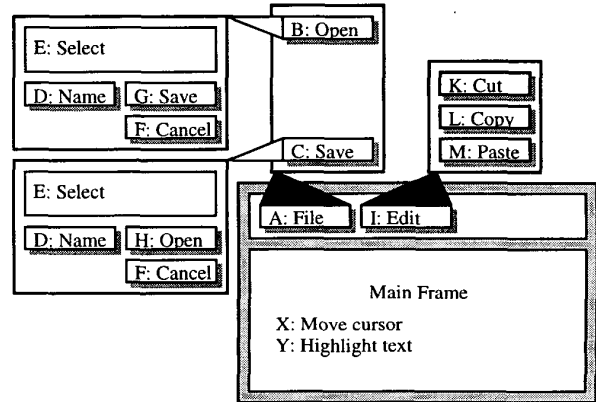 E: Select
D: Name
G: Save
F: Cancel
B: Open
C: Save
E: Select
D: Name
H: Open
F: Cancel
K: Cut
L: Copy
M: Paste
A: File
I: Edit
Main Frame
X: Move cursor
Y: Highlight text